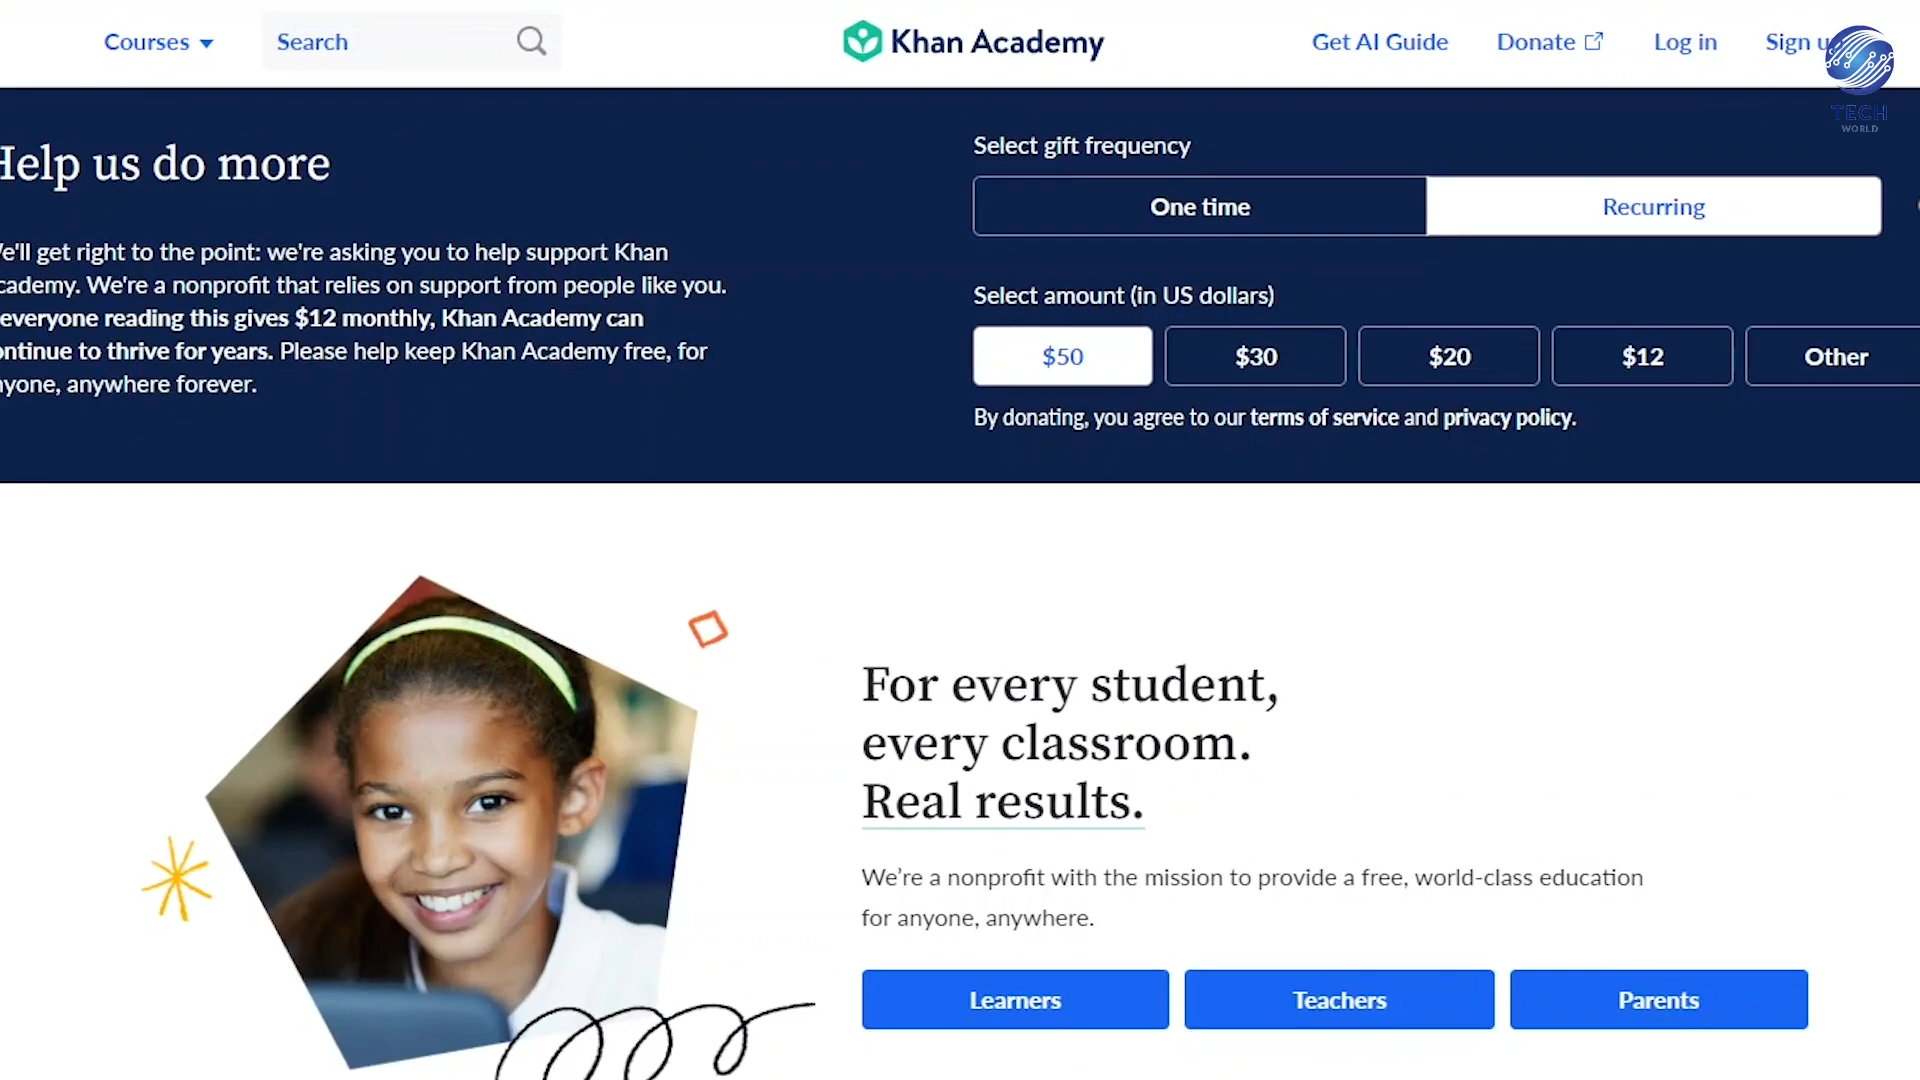 Courses
Search
Khan Academy
Get AI Guide
Donate
Log in
Sign
TECH
WORLD
Help us do more
We'll get right to the point: we're asking you to help support Khan
Academy. We're a nonprofit that relies on support from people like you.
everyone reading this gives $12 monthly, Khan Academy can
continue to thrive for years. Please help keep Khan Academy free, for
anyone, anywhere forever.
Select gift frequency
One time
Recurring
Select amount (in US dollars)
$50
$30
$20
$12
Other
By donating, you agree to our terms of service and privacy policy.
For every student,
every classroom.
Real results.
We’re a nonprofit with the mission to provide a free, world-class education
for anyone, anywhere.
Learners
Teachers
Parents